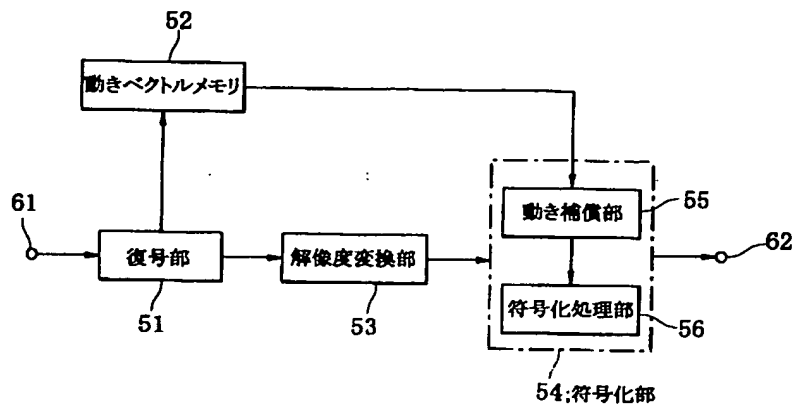 52
動きベクトルメモリ
61
復号部
51
解像度変換部
53
動き補償部
55
符号化処理部
56
62
54;符号化部